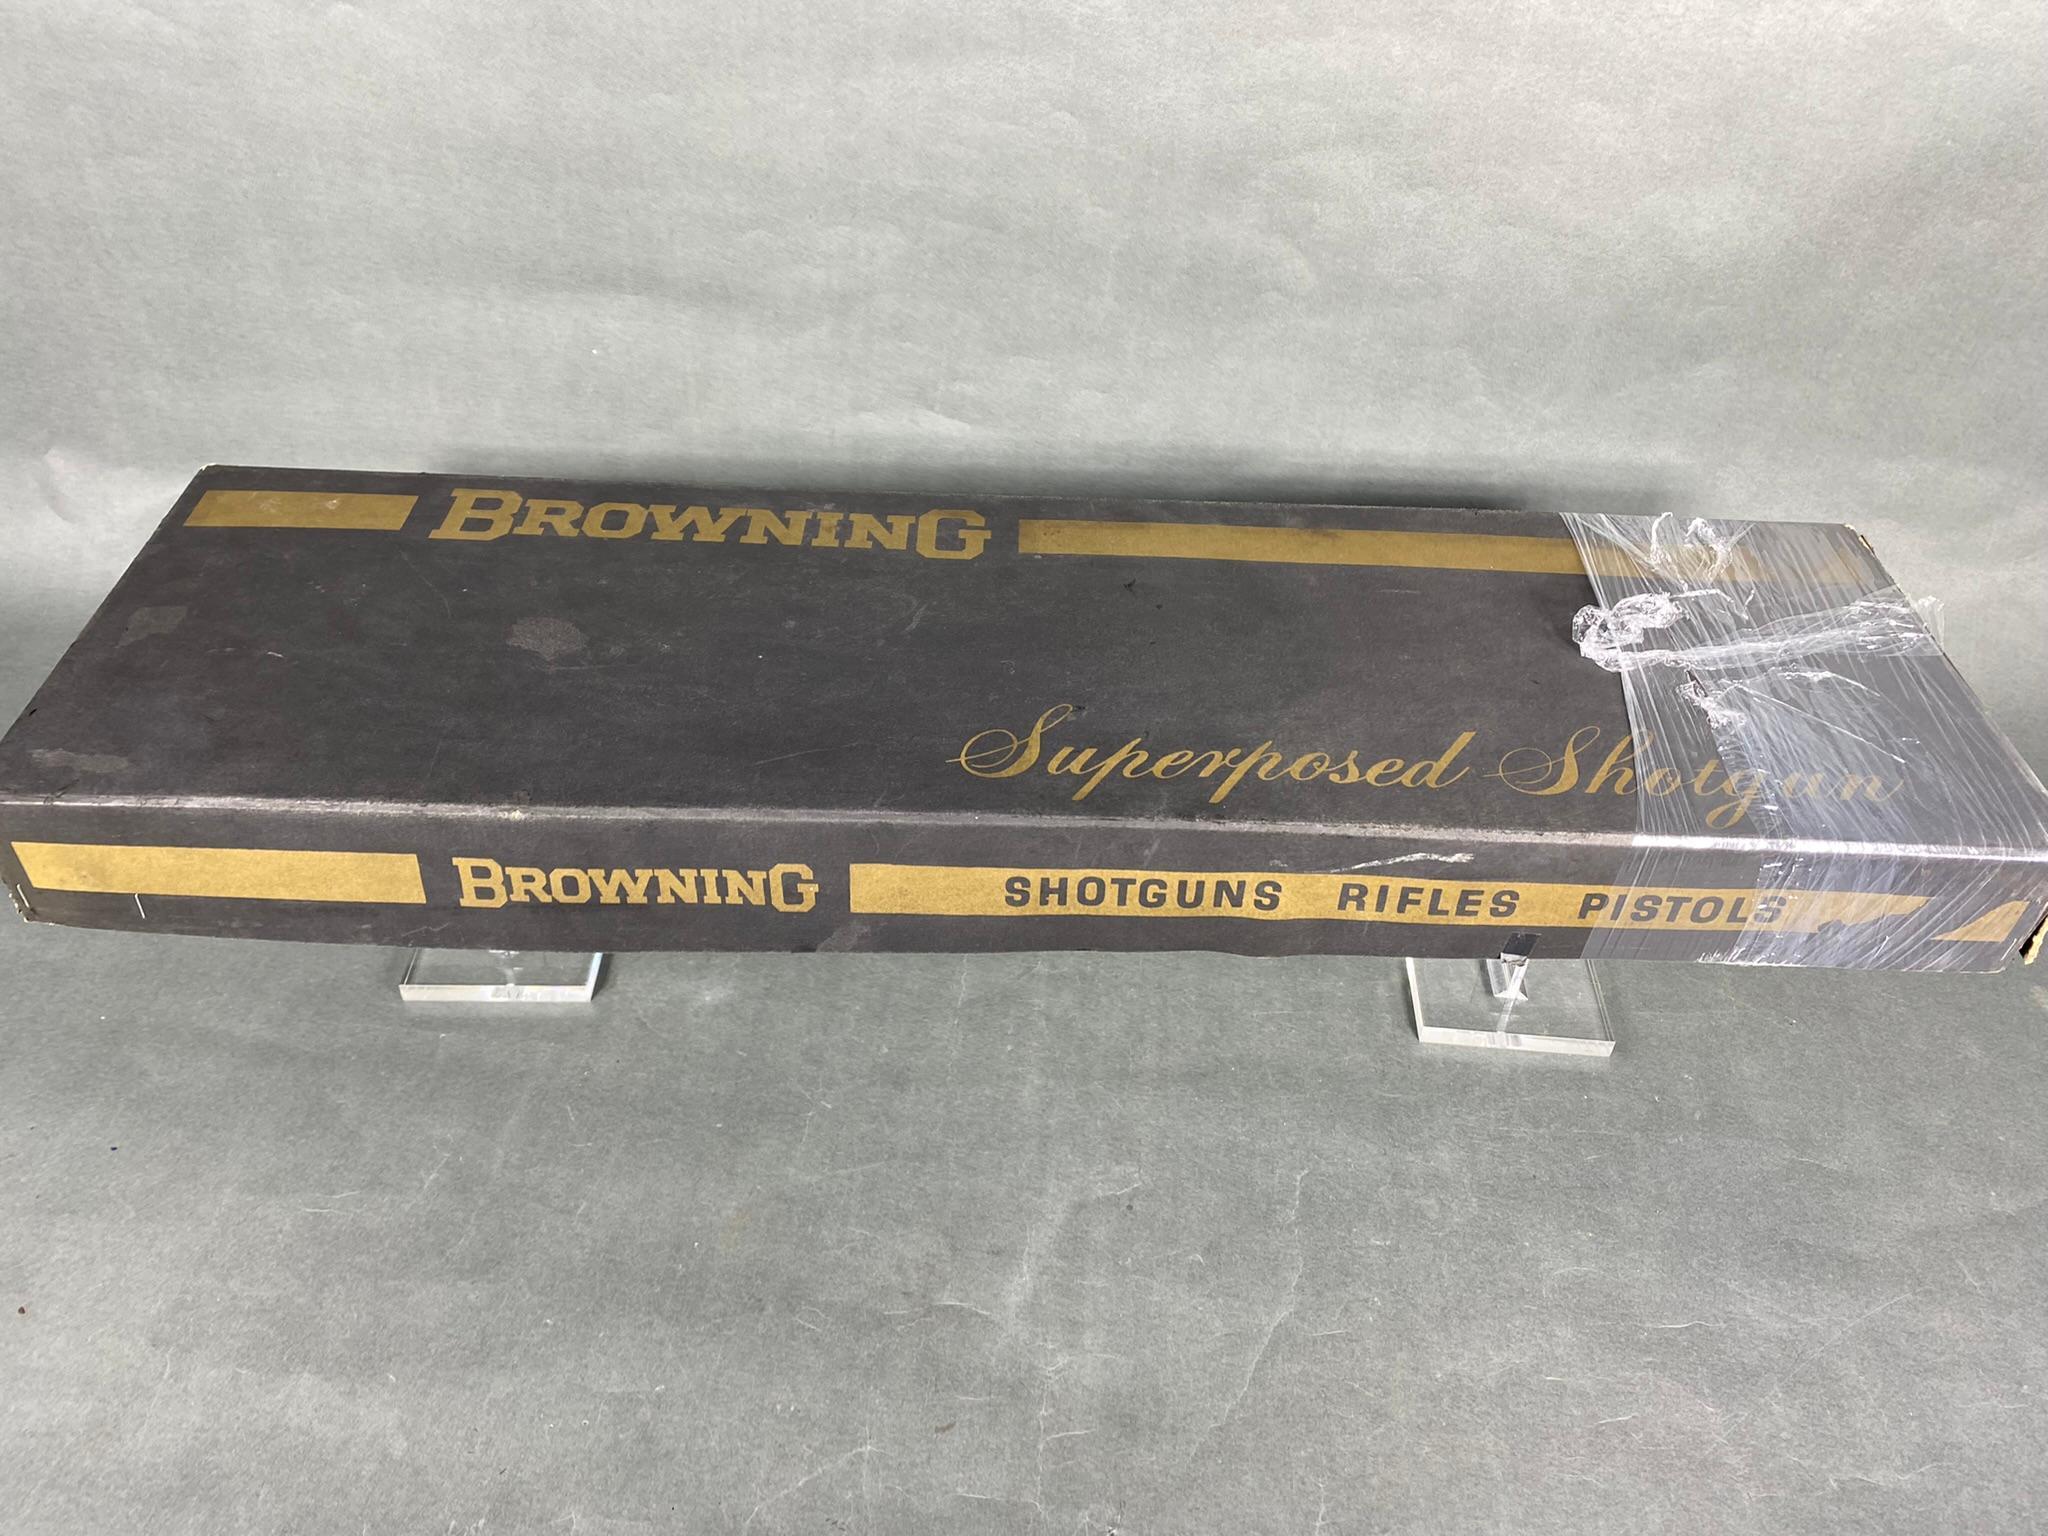 BROWNING
Superposed Shotgun
BROWNING SHOTGUNS RIFLES PISTOLS